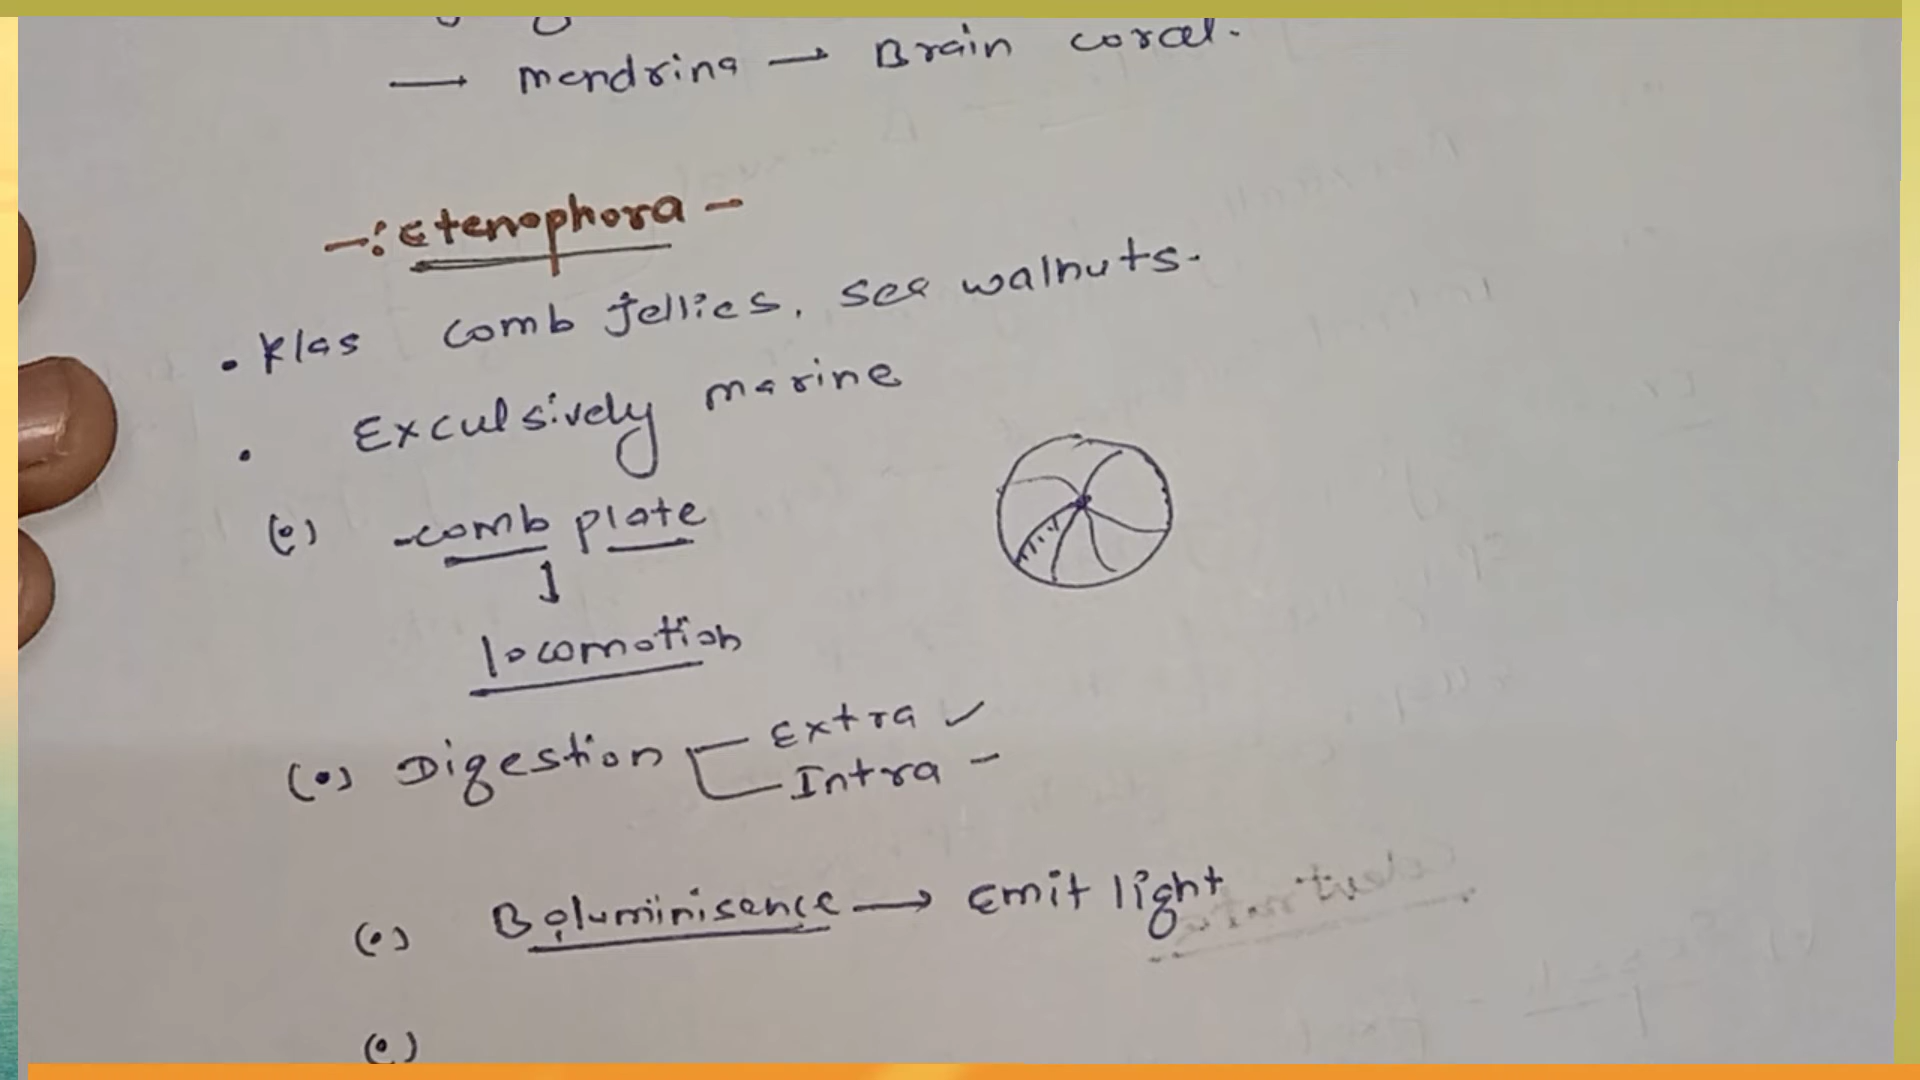 → mendrina → Brain coral.
-: Ctenophora -
• Klas comb jellies, sea walnuts.
• Exculsively marine
(•) -comb plate
↓
locomotion
(•) Digestion Extra ✓
Intra -
(•) Boluminisence → Emit light
(•)